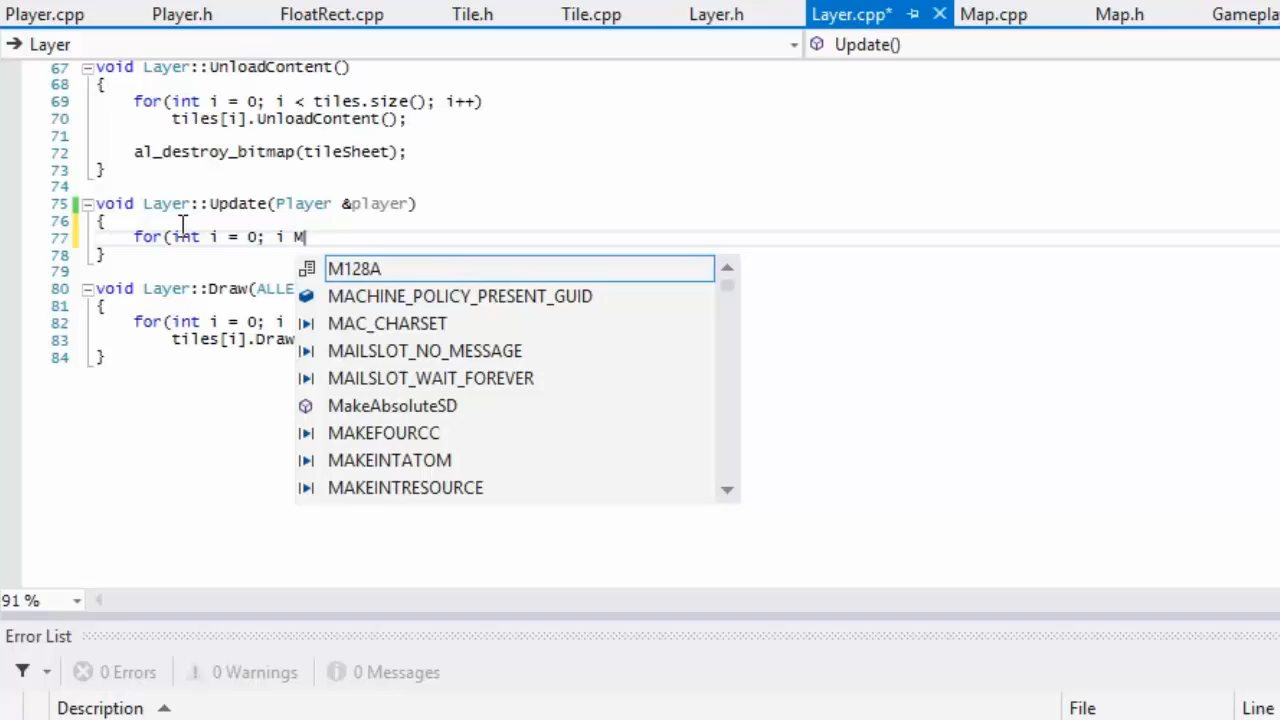 Player.cpp Player.h FloatRect.cpp Tile.h Tile.cpp Layer.h Layer.cpp* Map.cpp Map.h Gamepla
Layer Update()
67 void Layer::UnloadContent()
68 {
69 for(int i = 0; i < tiles.size(); i++)
70 tiles[i].UnloadContent();
71
72 al_destroy_bitmap(tileSheet);
73 }
74
75 void Layer::Update(Player &player)
76 {
77 for(int i = 0; i M
78 }
79
80 void Layer::Draw(ALLE
81 {
82 for(int i = 0; i
83 tiles[i].Draw
84 }
M128A
MACHINE_POLICY_PRESENT_GUID
MAC_CHARSET
MAILSLOT_NO_MESSAGE
MAILSLOT_WAIT_FOREVER
MakeAbsoluteSD
MAKEFOURCC
MAKEINTATOM
MAKEINTRESOURCE
91 %
Error List
0 Errors 0 Warnings 0 Messages
Description File Line